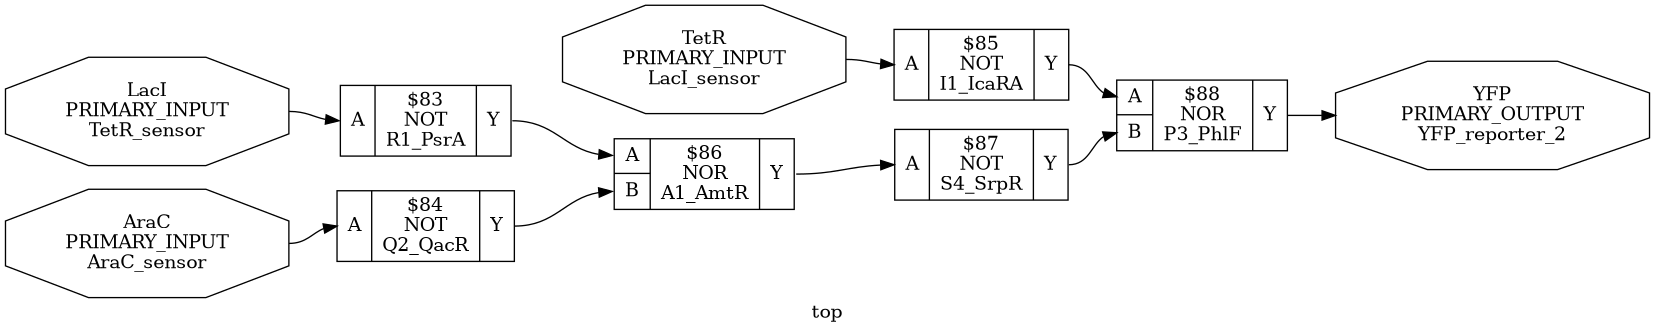 LacI
PRIMARY_INPUT
TetR_sensor
AraC
PRIMARY_INPUT
AraC_sensor
A
$83
NOT
R1_PsrA
Y
A
$84
NOT
Q2_QacR
Y
TetR
PRIMARY_INPUT
LacI_sensor
A
B
$86
NOR
A1_AmtR
Y
A
$85
NOT
I1_IcaRA
Y
A
$87
NOT
S4_SrpR
Y
A
B
$88
NOR
P3_PhlF
Y
YFP
PRIMARY_OUTPUT
YFP_reporter_2
top